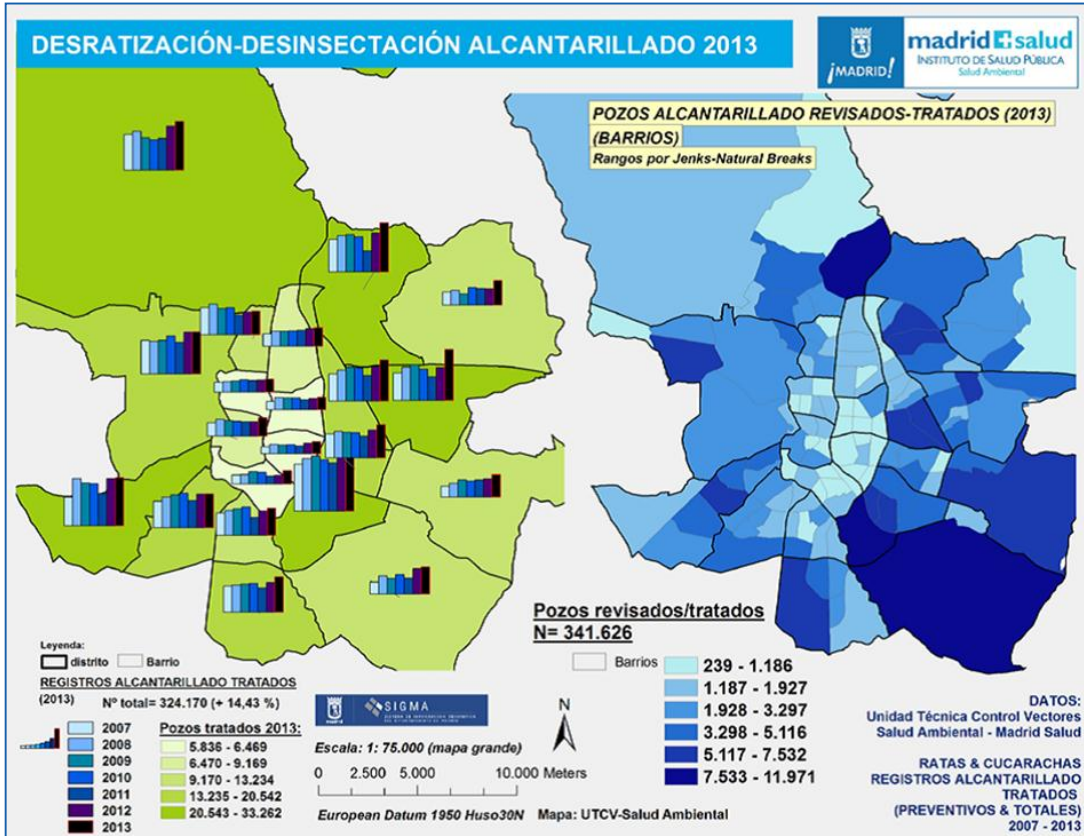 DESRATIZACIÓN-DESINSECTACIÓN ALCANTARILLADO 2013
¡MADRID!
madrid+salud
INSTITUTO DE SALUD PÚBLICA
Salud Ambiental
POZOS ALCANTARILLADO REVISADOS-TRATADOS (2013)
(BARRIOS)
Rangos por Jenks-Natural Breaks
Leyenda:
distrito
Barrio
REGISTROS ALCANTARILLADO TRATADOS
(2013)
Nº total= 324.170 (+ 14,43 %)
2007
2008
2009
2010
2011
2012
2013
Pozos tratados 2013:
5.836 - 6.469
6.470 - 9.169
9.170 - 13.234
13.235 - 20.542
20.543 - 33.262
SIGMA
Escala: 1: 75.000 (mapa grande)
0 2.500 5.000 10.000 Meters
European Datum 1950 Huso30N
Mapa: UTCV-Salud Ambiental
N
Pozos revisados/tratados
N= 341.626
Barrios
239 - 1.186
1.187 - 1.927
1.928 - 3.297
3.298 - 5.116
5.117 - 7.532
7.533 - 11.971
DATOS:
Unidad Técnica Control Vectores
Salud Ambiental - Madrid Salud
RATAS & CUCARACHAS
REGISTROS ALCANTARILLADO
TRATADOS
(PREVENTIVOS & TOTALES)
2007 - 2013